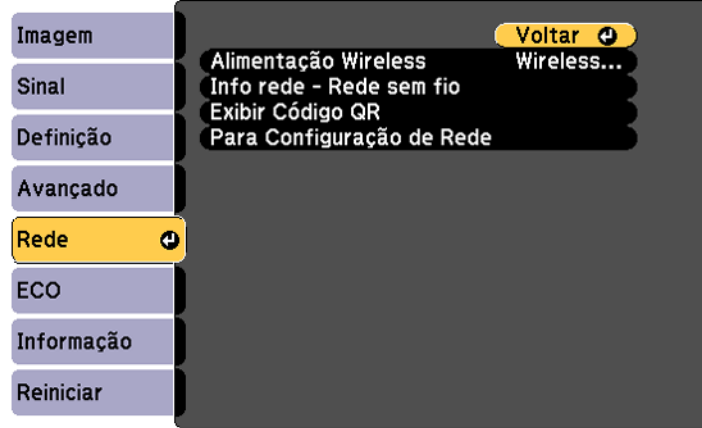 Imagem
Sinal
Definição
Avançado
Rede
ECO
Informação
Reiniciar
Voltar
Alimentação Wireless Wireless...
Info rede - Rede sem fio
Exibir Código QR
Para Configuração de Rede